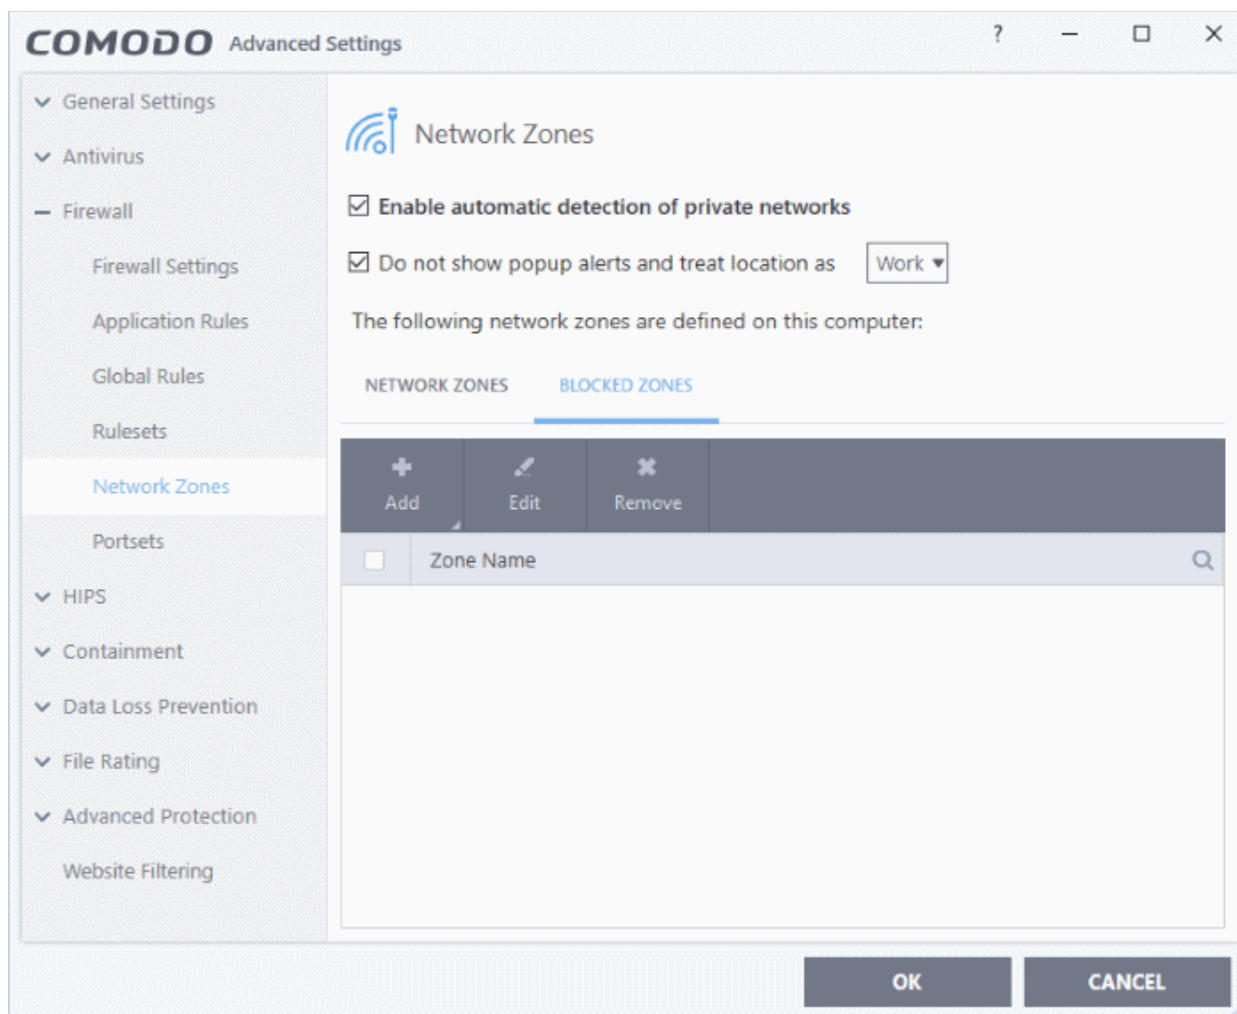 COMODO Advanced Settings ?
General Settings
Antivirus
Firewall
Firewall Settings
Application Rules
Global Rules
Rulesets
Network Zones
Portsets
HIPS
Containment
Data Loss Prevention
File Rating
Advanced Protection
Website Filtering
Network Zones
Enable automatic detection of private networks
Do not show popup alerts and treat location as Work
The following network zones are defined on this computer:
NETWORK ZONES BLOCKED ZONES
Add Edit Remove
Zone Name
OK CANCEL